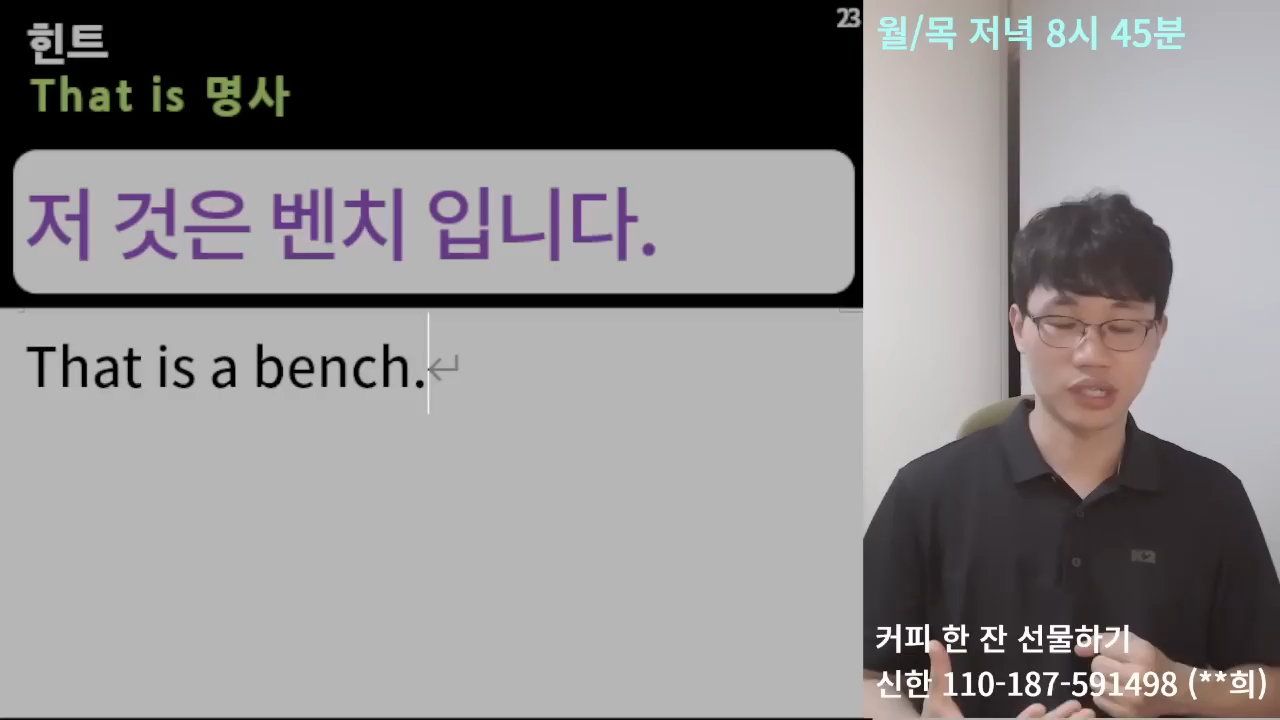 힌트
That is 명사
23
저 것은 벤치 입니다.
That is a bench.↵
월/목 저녁 8시 45분
K2
커피 한 잔 선물하기
신한 110-187-591498 (**희)